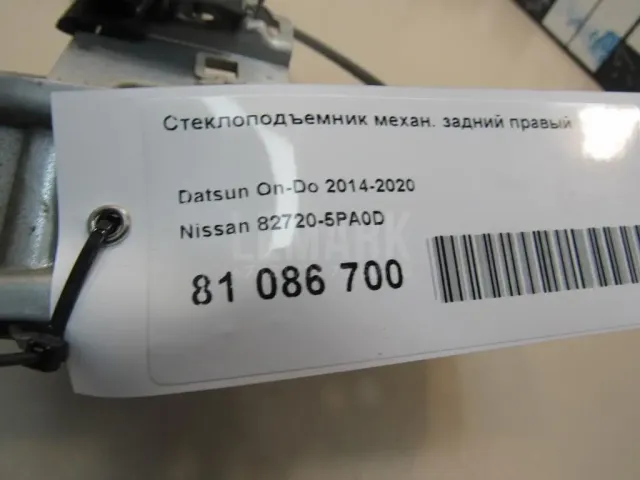 Стеклоподъемник механ. задний правый
Datsun On-Do 2014-2020
Nissan 82720-5PA0D
81 086 700